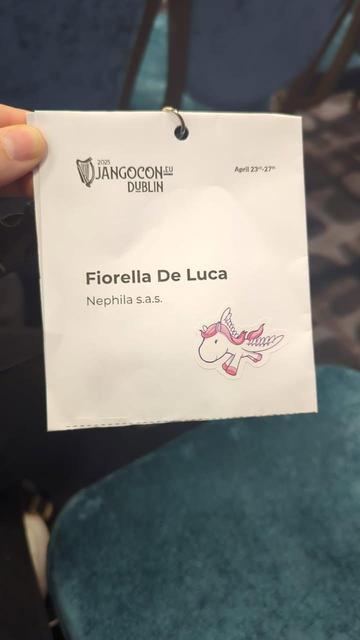 2025
DJANGOCON.EU
DUBLIN
April 23rd-27th
Fiorella De Luca
Nephila s.a.s.